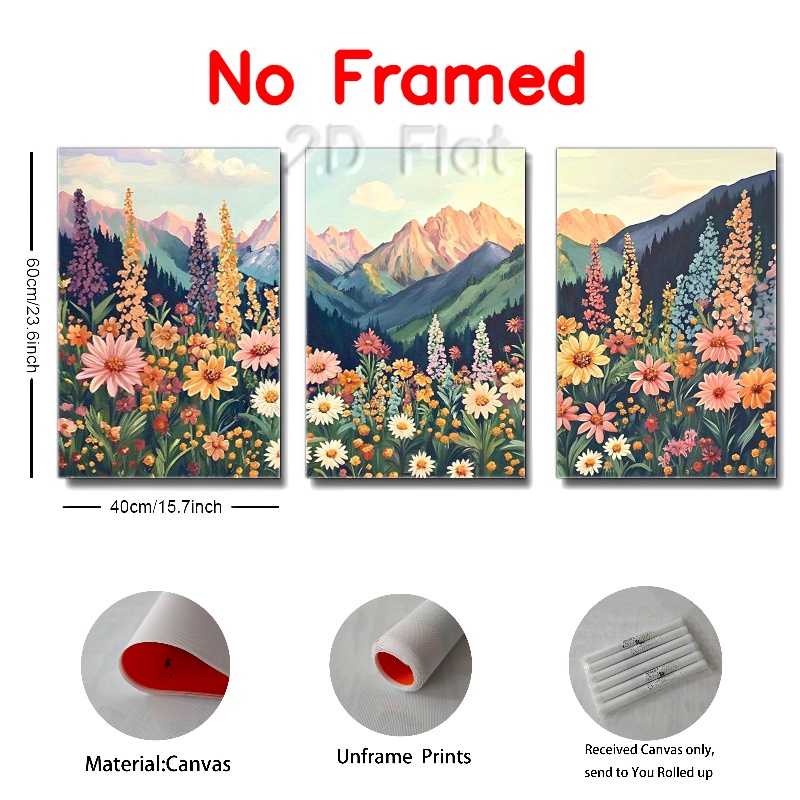 No Framed
2D Flat
60cm/23.6inch
40cm/15.7inch
Material:Canvas
Unframe Prints
Received Canvas only,
send to You Rolled up